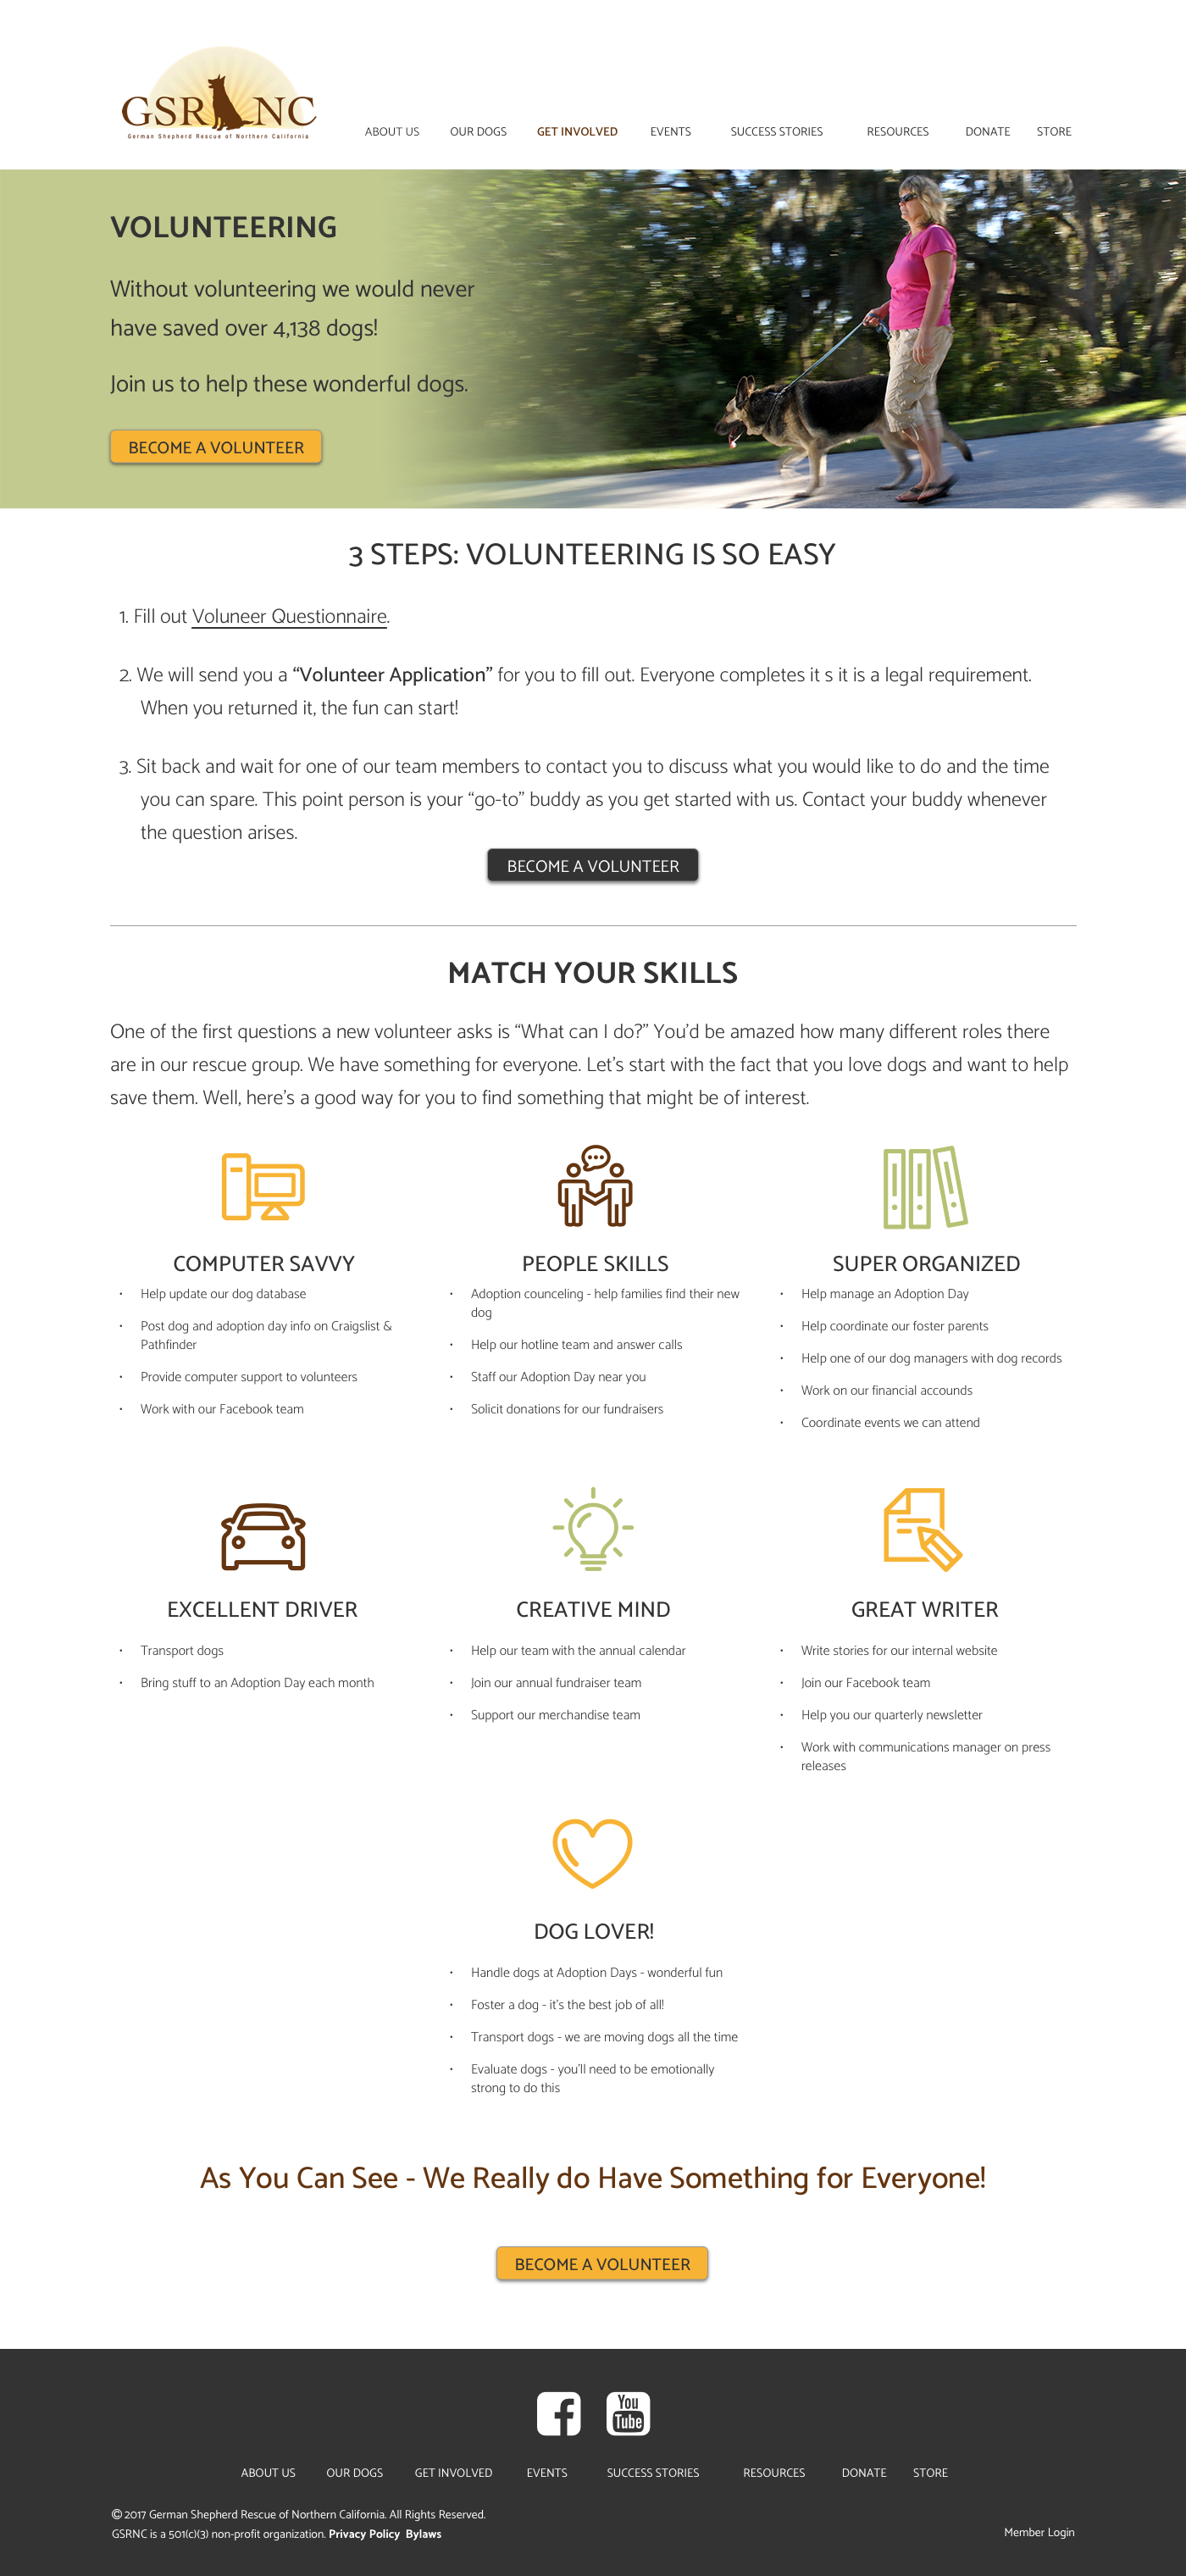 GSRNC
German Shepherd Rescue of Northern California
ABOUT US OUR DOGS GET INVOLVED EVENTS SUCCESS STORIES RESOURCES DONATE STORE
VOLUNTEERING
Without volunteering we would never
have saved over 4,138 dogs!
Join us to help these wonderful dogs.
BECOME A VOLUNTEER
3 STEPS: VOLUNTEERING IS SO EASY
1. Fill out Voluneer Questionnaire.
2. We will send you a “Volunteer Application” for you to fill out. Everyone completes it s it is a legal requirement.
When you returned it, the fun can start!
3. Sit back and wait for one of our team members to contact you to discuss what you would like to do and the time
you can spare. This point person is your “go-to” buddy as you get started with us. Contact your buddy whenever
the question arises.
BECOME A VOLUNTEER
MATCH YOUR SKILLS
One of the first questions a new volunteer asks is “What can I do?” You’d be amazed how many different roles there
are in our rescue group. We have something for everyone. Let’s start with the fact that you love dogs and want to help
save them. Well, here’s a good way for you to find something that might be of interest.
COMPUTER SAVVY
• Help update our dog database
• Post dog and adoption day info on Craigslist &
Pathfinder
• Provide computer support to volunteers
• Work with our Facebook team
PEOPLE SKILLS
• Adoption counceling - help families find their new
dog
• Help our hotline team and answer calls
• Staff our Adoption Day near you
• Solicit donations for our fundraisers
SUPER ORGANIZED
• Help manage an Adoption Day
• Help coordinate our foster parents
• Help one of our dog managers with dog records
• Work on our financial accounds
• Coordinate events we can attend
EXCELLENT DRIVER
• Transport dogs
• Bring stuff to an Adoption Day each month
CREATIVE MIND
• Help our team with the annual calendar
• Join our annual fundraiser team
• Support our merchandise team
GREAT WRITER
• Write stories for our internal website
• Join our Facebook team
• Help you our quarterly newsletter
• Work with communications manager on press
releases
DOG LOVER!
• Handle dogs at Adoption Days - wonderful fun
• Foster a dog - it’s the best job of all!
• Transport dogs - we are moving dogs all the time
• Evaluate dogs - you’ll need to be emotionally
strong to do this
As You Can See - We Really do Have Something for Everyone!
BECOME A VOLUNTEER
You
Tube
ABOUT US OUR DOGS GET INVOLVED EVENTS SUCCESS STORIES RESOURCES DONATE STORE
© 2017 German Shepherd Rescue of Northern California. All Rights Reserved.
GSRNC is a 501(c)(3) non-profit organization. Privacy Policy Bylaws
Member Login